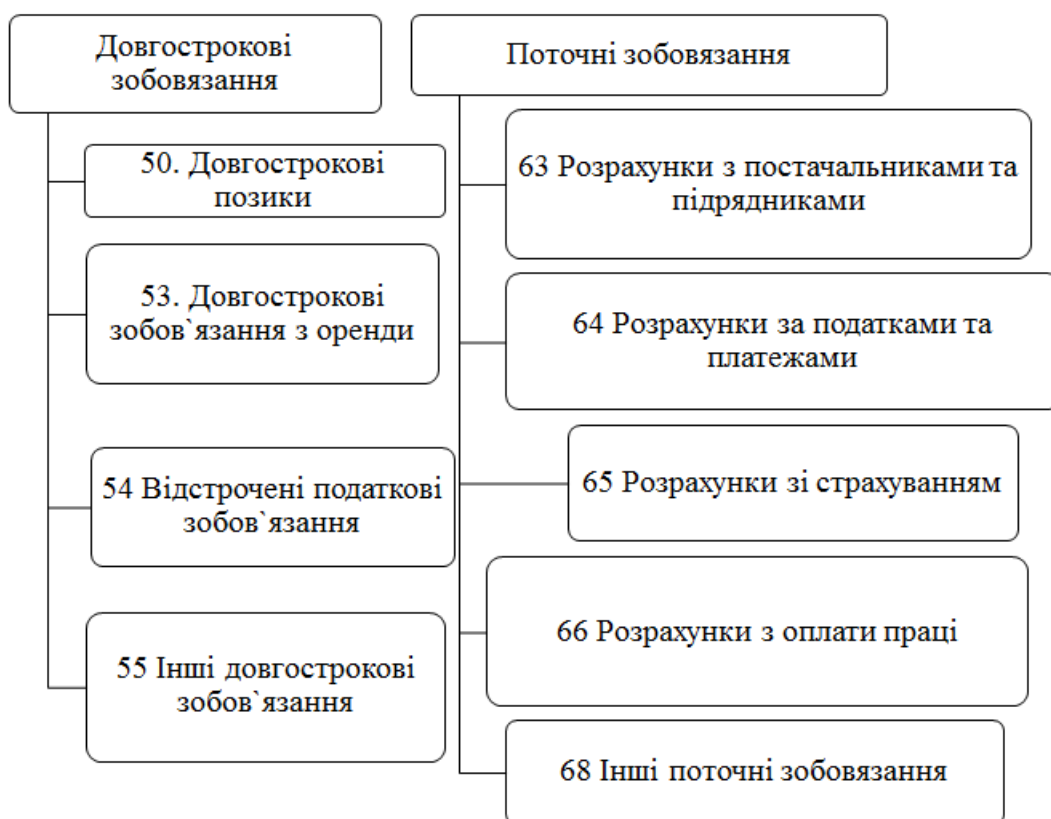 Довгострокові
зобовязання
50. Довгострокові
позики
53. Довгострокові
зобов`язання з оренди
54 Відстрочені податкові
зобов`язання
55 Інші довгострокові
зобов`язання
Поточні зобовязання
63 Розрахунки з постачальниками та
підрядниками
64 Розрахунки за податками та
платежами
65 Розрахунки зі страхуванням
66 Розрахунки з оплати праці
68 Інші поточні зобовязання